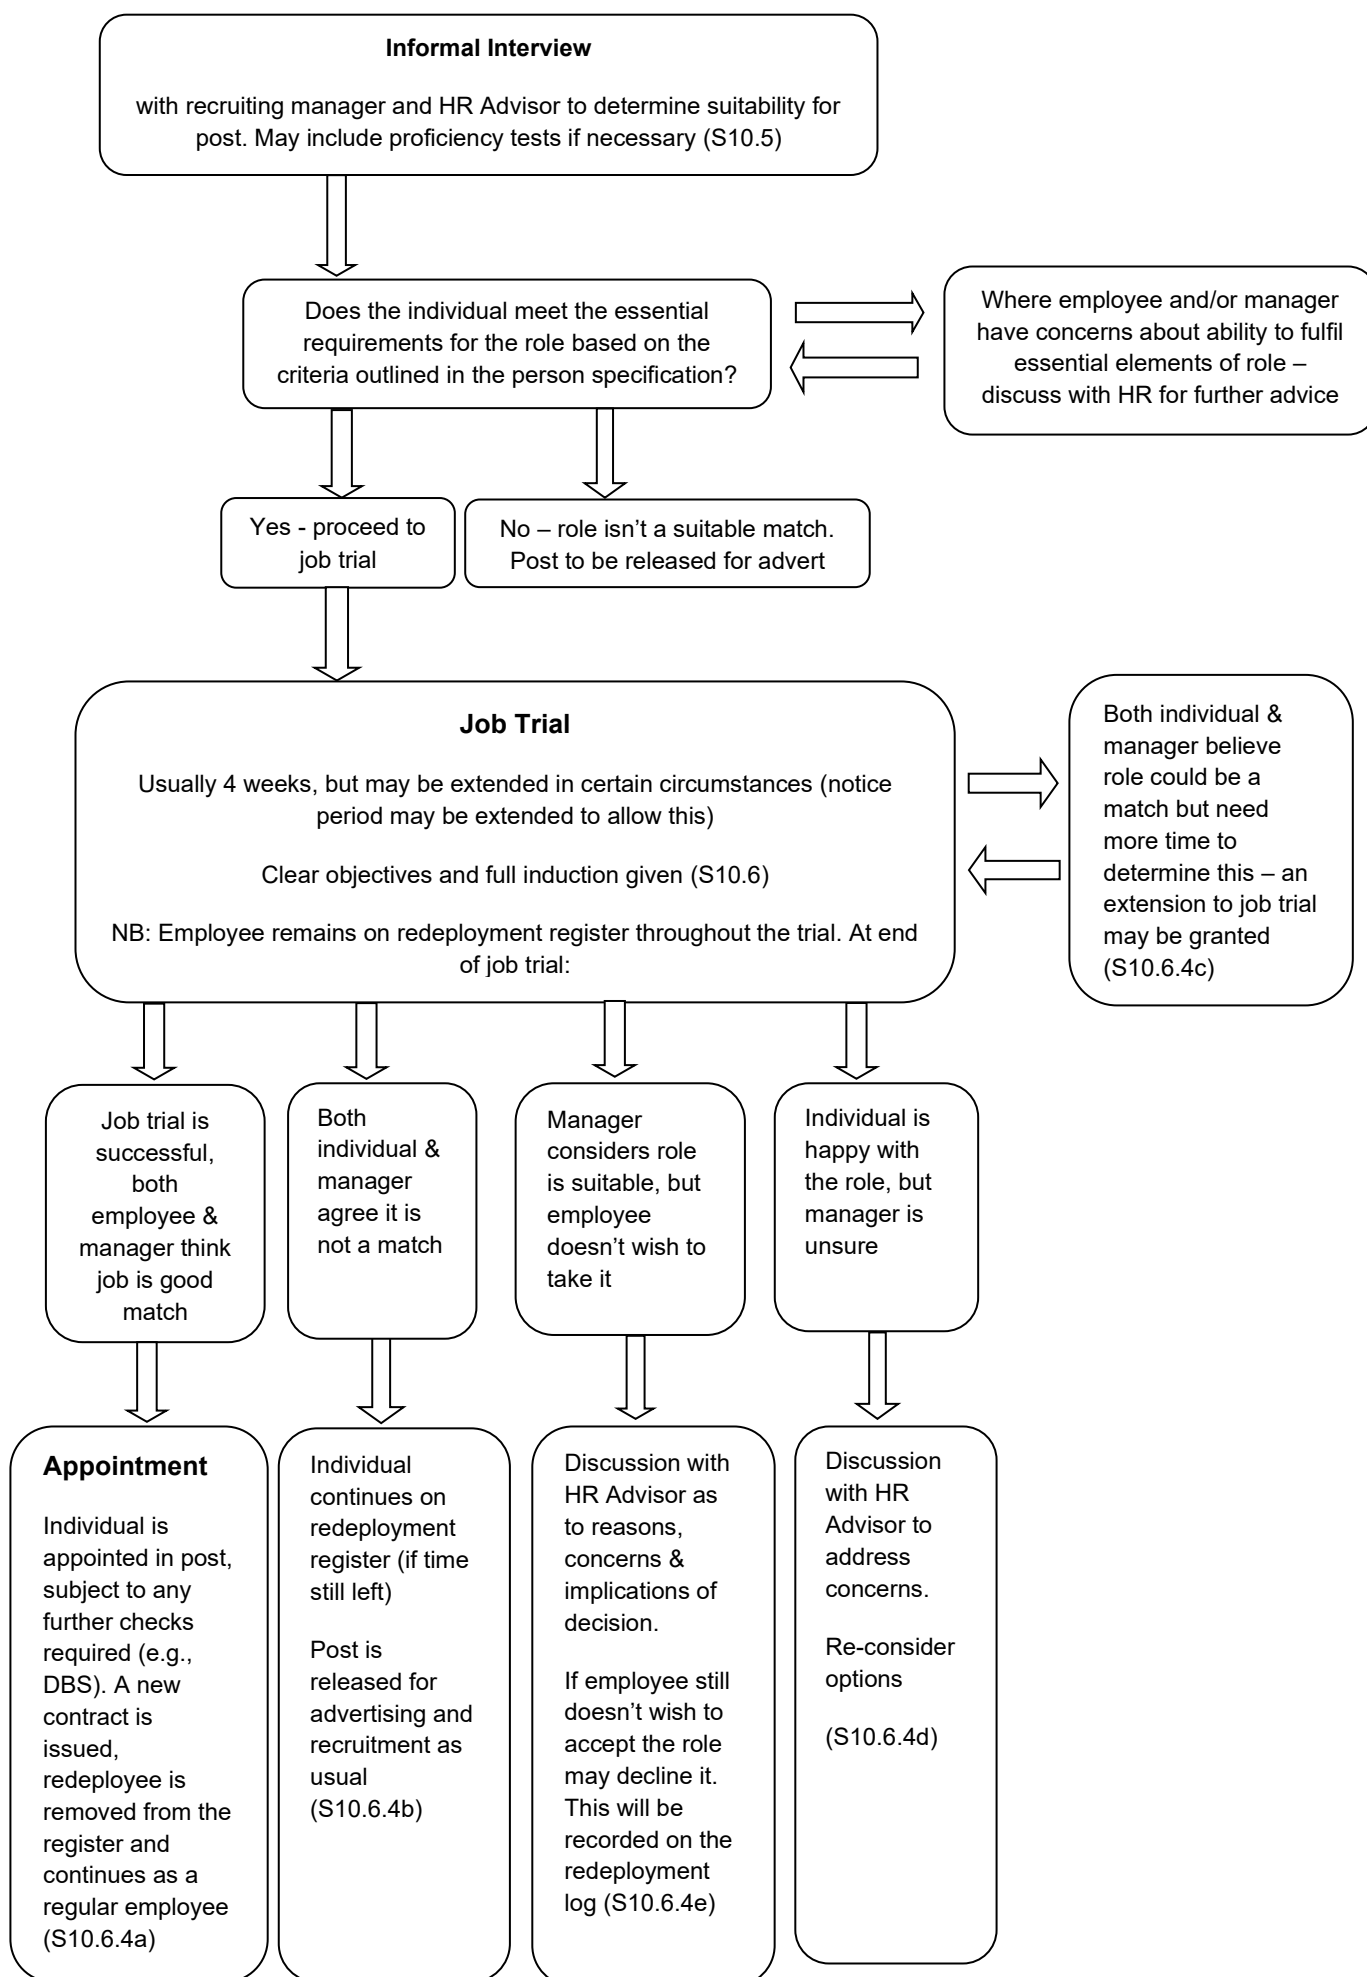 Informal Interview
with recruiting manager and HR Advisor to determine suitability for
post. May include proficiency tests if necessary (S10.5)
Does the individual meet the essential
requirements for the role based on the
criteria outlined in the person specification?
Where employee and/or manager
have concerns about ability to fulfil
essential elements of role –
discuss with HR for further advice
Yes - proceed to
job trial
No – role isn’t a suitable match.
Post to be released for advert
Job Trial
Usually 4 weeks, but may be extended in certain circumstances (notice
period may be extended to allow this)
Clear objectives and full induction given (S10.6)
NB: Employee remains on redeployment register throughout the trial. At end
of job trial:
Both individual &
manager believe
role could be a
match but need
more time to
determine this – an
extension to job trial
may be granted
(S10.6.4c)
Job trial is
successful,
both
employee &
manager think
job is good
match
Both
individual &
manager
agree it is
not a match
Manager
considers role
is suitable, but
employee
doesn’t wish to
take it
Individual is
happy with
the role, but
manager is
unsure
Appointment
Individual is
appointed in post,
subject to any
further checks
required (e.g.,
DBS). A new
contract is
issued,
redeployee is
removed from the
register and
continues as a
regular employee
(S10.6.4a)
Individual
continues on
redeployment
register (if time
still left)
Post is
released for
advertising and
recruitment as
usual
(S10.6.4b)
Discussion with
HR Advisor as
to reasons,
concerns &
implications of
decision.
If employee still
doesn’t wish to
accept the role
may decline it.
This will be
recorded on the
redeployment
log (S10.6.4e)
Discussion
with HR
Advisor to
address
concerns.
Re-consider
options
(S10.6.4d)